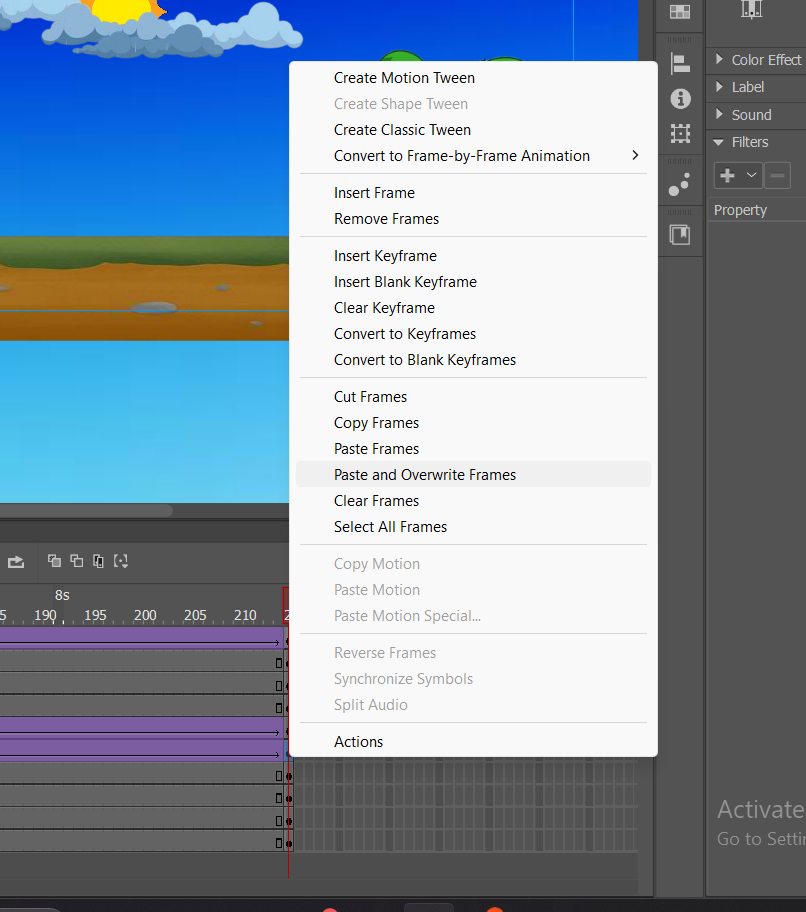 Create Motion Tween
Create Shape Tween
Create Classic Tween
Convert to Frame-by-Frame Animation
Insert Frame
Remove Frames
Insert Keyframe
Insert Blank Keyframe
Clear Keyframe
Convert to Keyframes
Convert to Blank Keyframes
Cut Frames
Copy Frames
Paste Frames
Paste and Overwrite Frames
Clear Frames
Select All Frames
Copy Motion
Paste Motion
Paste Motion Special...
Reverse Frames
Synchronize Symbols
Split Audio
Actions
Color Effect
Label
Sound
Filters
Property
8s
190 195 200 205 210
Activate
Go to Settin